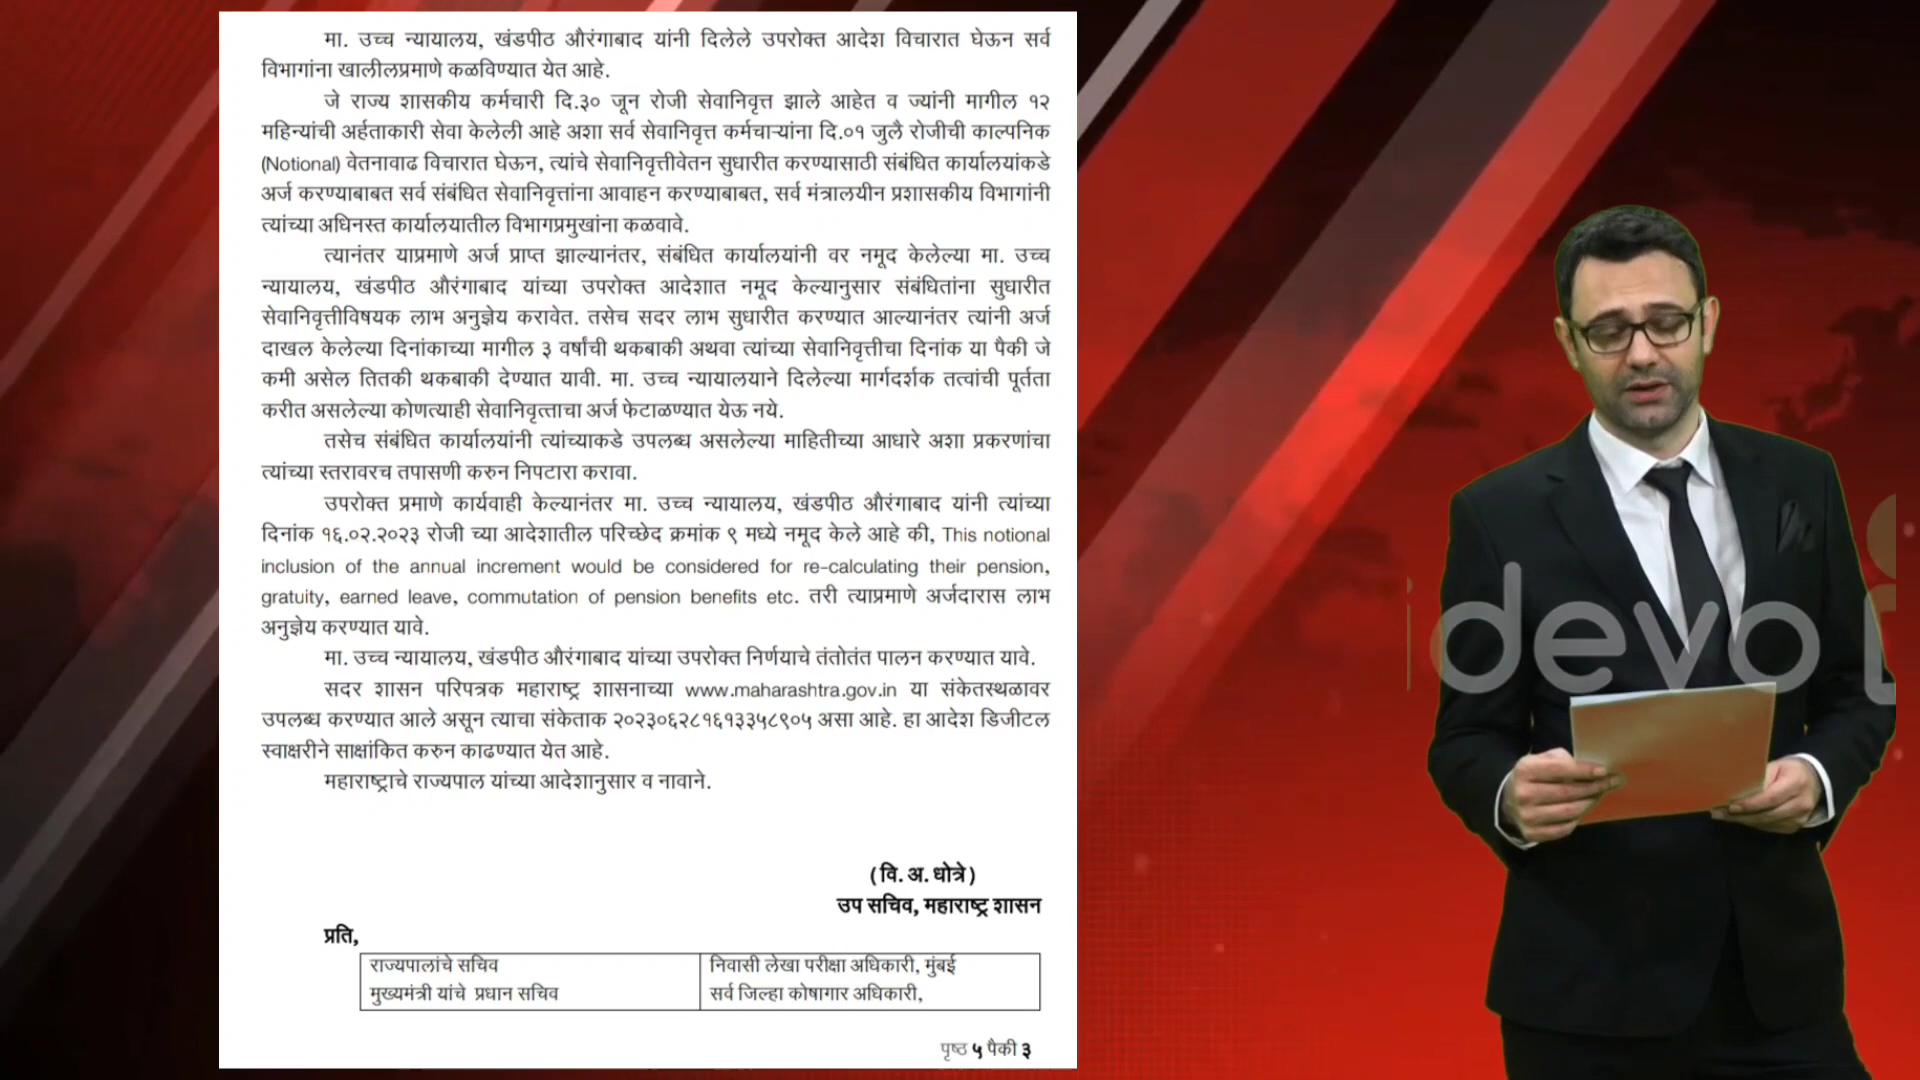 मा. उच्च न्यायालय, खंडपीठ औरंगाबाद यांनी दिलेले उपरोक्त आदेश विचारात घेऊन सर्व
विभागांना खालीलप्रमाणे कळविण्यात येत आहे.
जे राज्य शासकीय कर्मचारी दि.३० जून रोजी सेवानिवृत्त झाले आहेत व ज्यांनी मागील १२
महिन्यांची अर्हताकारी सेवा केलेली आहे अशा सर्व सेवानिवृत्त कर्मचाऱ्यांना दि.०१ जुलै रोजीची काल्पनिक
(Notional) वेतनावाढ विचारात घेऊन, त्यांचे सेवानिवृत्तीवेतन सुधारीत करण्यासाठी संबंधित कार्यालयांकडे
अर्ज करण्याबाबत सर्व संबंधित सेवानिवृत्तांना आवाहन करण्याबाबत, सर्व मंत्रालयीन प्रशासकीय विभागांनी
त्यांच्या अधिनस्त कार्यालयातील विभागप्रमुखांना कळवावे.
त्यानंतर याप्रमाणे अर्ज प्राप्त झाल्यानंतर, संबंधित कार्यालयांनी वर नमूद केलेल्या मा. उच्च
न्यायालय, खंडपीठ औरंगाबाद यांच्या उपरोक्त आदेशात नमूद केल्यानुसार संबंधितांना सुधारीत
सेवानिवृत्तीविषयक लाभ अनुज्ञेय करावेत. तसेच सदर लाभ सुधारीत करण्यात आल्यानंतर त्यांनी अर्ज
दाखल केलेल्या दिनांकाच्या मागील ३ वर्षांची थकबाकी अथवा त्यांच्या सेवानिवृत्तीचा दिनांक या पैकी जे
कमी असेल तितकी थकबाकी देण्यात यावी. मा. उच्च न्यायालयाने दिलेल्या मार्गदर्शक तत्वांची पूर्तता
करीत असलेल्या कोणत्याही सेवानिवृत्ताचा अर्ज फेटाळण्यात येऊ नये.
तसेच संबंधित कार्यालयांनी त्यांच्याकडे उपलब्ध असलेल्या माहितीच्या आधारे अशा प्रकरणांचा
त्यांच्या स्तरावरच तपासणी करुन निपटारा करावा.
उपरोक्त प्रमाणे कार्यवाही केल्यानंतर मा. उच्च न्यायालय, खंडपीठ औरंगाबाद यांनी त्यांच्या
दिनांक १६.०२.२०२३ रोजी च्या आदेशातील परिच्छेद क्रमांक ९ मध्ये नमूद केले आहे की, This notional
inclusion of the annual increment would be considered for re-calculating their pension,
gratuity, earned leave, commutation of pension benefits etc. तरी त्याप्रमाणे अर्जदारास लाभ
अनुज्ञेय करण्यात यावे.
मा. उच्च न्यायालय, खंडपीठ औरंगाबाद यांच्या उपरोक्त निर्णयाचे तंतोतंत पालन करण्यात यावे.
सदर शासन परिपत्रक महाराष्ट्र शासनाच्या www.maharashtra.gov.in या संकेतस्थळावर
उपलब्ध करण्यात आले असून त्याचा संकेताक २०२३०६२८१६१३३५८९०५ असा आहे. हा आदेश डिजीटल
स्वाक्षरीने साक्षांकित करुन काढण्यात येत आहे.
महाराष्ट्राचे राज्यपाल यांच्या आदेशानुसार व नावाने.
(वि. अ. धोत्रे)
उप सचिव, महाराष्ट्र शासन
प्रति,
राज्यपालांचे सचिव
मुख्यमंत्री यांचे प्रधान सचिव
निवासी लेखा परीक्षा अधिकारी, मुंबई
सर्व जिल्हा कोषागार अधिकारी,
पृष्ठ ५ पैकी ३